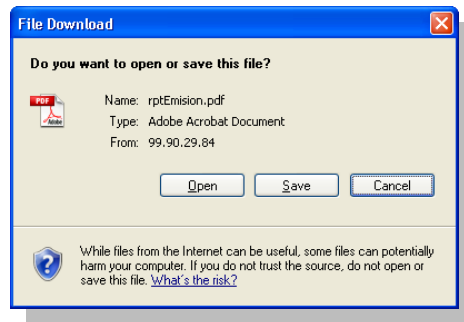 File Download
Do you want to open or save this file?
PDF
Adobe
Name: rptEmision.pdf
Type: Adobe Acrobat Document
From: 99.90.29.84
Open Save Cancel
While files from the Internet can be useful, some files can potentially
harm your computer. If you do not trust the source, do not open or
save this file. What's the risk?